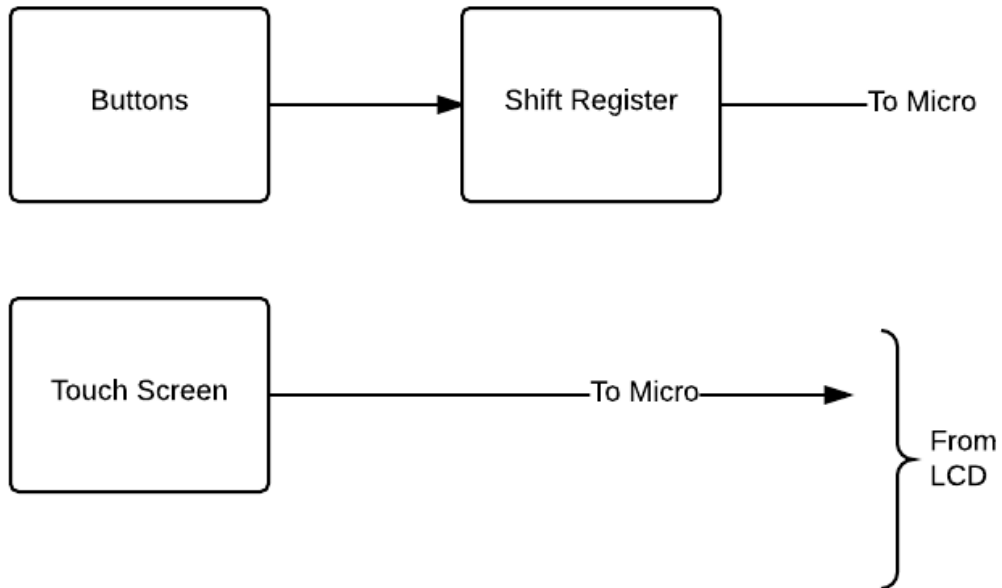 Buttons
Shift Register
To Micro
Touch Screen
To Micro
From
LCD